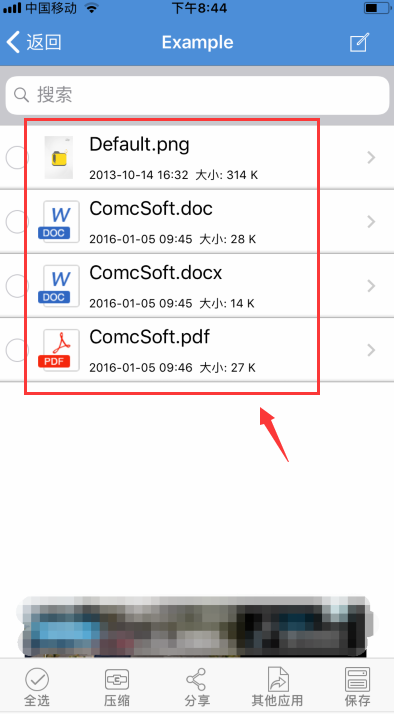 中国移动 下午8:44
返回 Example
搜索
Default.png
2013-10-14 16:32 大小: 314 K
W
DOC
ComcSoft.doc
2016-01-05 09:45 大小: 28 K
W
DOC
ComcSoft.docx
2016-01-05 09:45 大小: 14 K
PDF
ComcSoft.pdf
2016-01-05 09:46 大小: 27 K
全选 压缩 分享 其他应用 保存